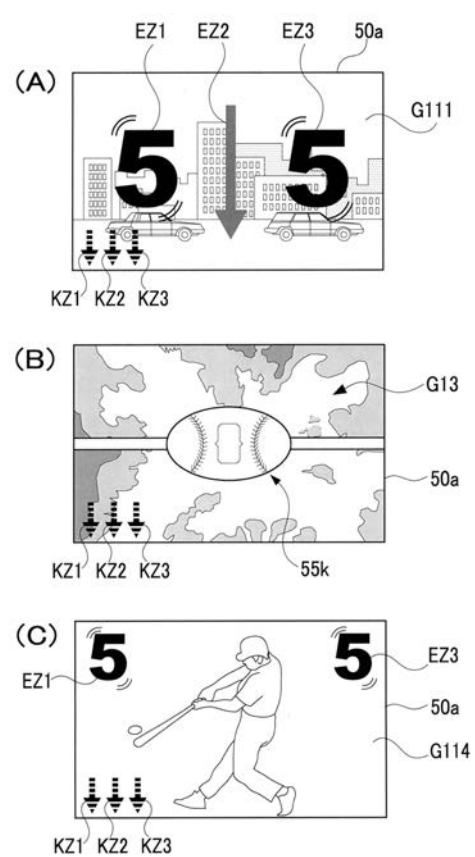 EZ1 EZ2 EZ3 50a
(A)
G111
5 5
KZ1 KZ2 KZ3
(B)
G13
50a
KZ1 KZ2 KZ3
55k
(C)
5 5
EZ3
EZ1
50a
G114
KZ1 KZ2 KZ3